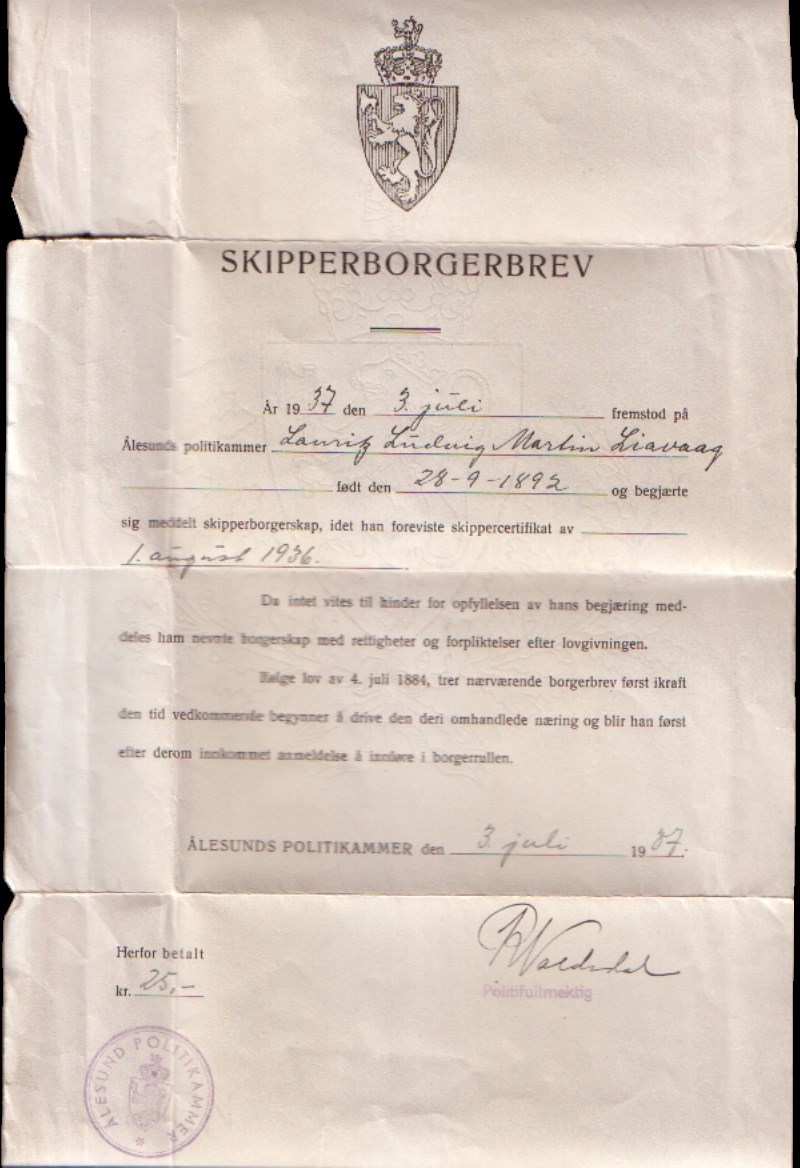 SKIPPERBORGERBREV
År 1937 den 3. juli fremstod på
Ålesunds politikammer Lauritz Ludvig Martin Liavaag
født den 28-9-1892 og begjærte
sig meddelt skipperborgerskap, idet han foreviste skippercertifikat av
1. august 1936.
Da intet vites til hinder for opfyllelsen av hans begjæring med-
deles ham nevnte borgerskap med rettigheter og forpliktelser efter lovgivningen.
Ifølge lov av 4. juli 1884, trer nærværende borgerbrev først ikraft
den tid vedkommende begynner å drive den deri omhandlede næring og blir han først
efter derom innkommet anmeldelse å innføre i borgerrullen.
ÅLESUNDS POLITIKAMMER den 3. juli 1937.
Herfor betalt
kr. 25,-
Politifullmektig
ÅLESUND POLITIKAMMER